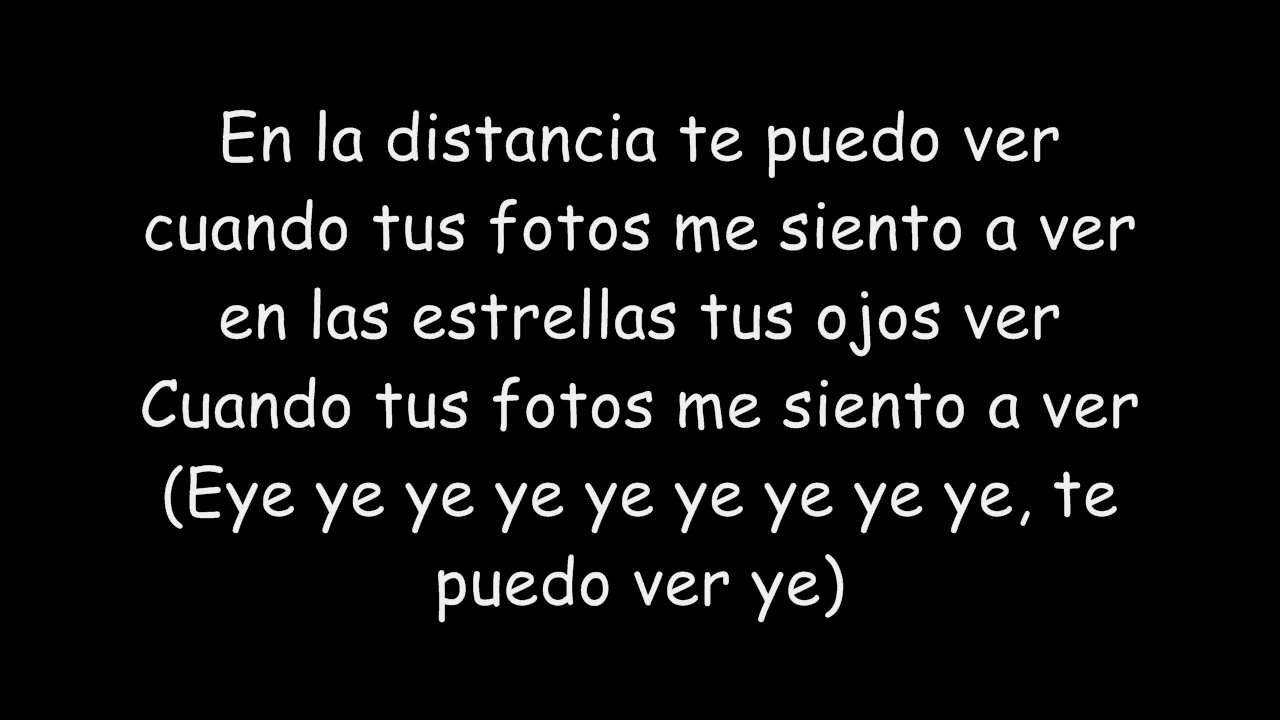 En la distancia te puedo ver
cuando tus fotos me siento a ver
en las estrellas tus ojos ver
Cuando tus fotos me siento a ver
(Eye ye ye ye ye ye ye ye ye, te
puedo ver ye)